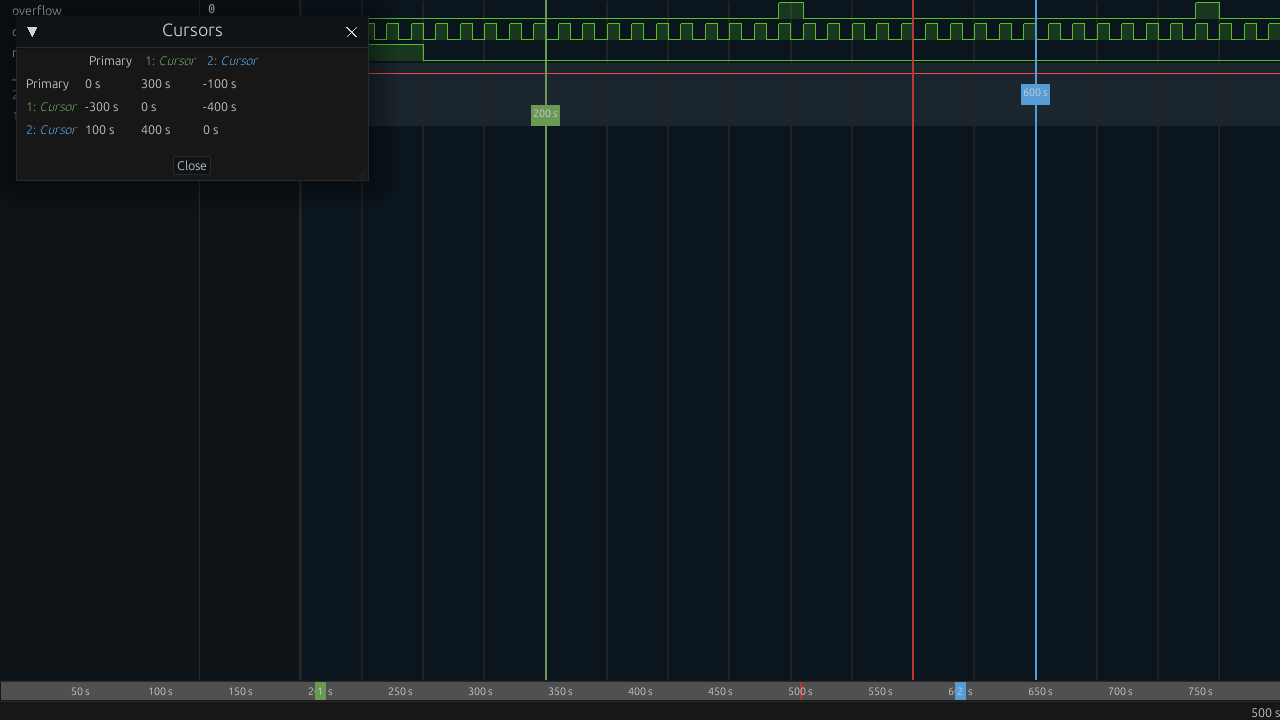 overflow 0
Cursors
Primary 1: Cursor 2: Cursor
Primary 0 s 300 s -100 s
1: Cursor -300 s 0 s -400 s
2: Cursor 100 s 400 s 0 s
Close
600 s
200 s
50 s 100 s 150 s 1 s 250 s 300 s 350 s 400 s 450 s 500 s 550 s 2 s 650 s 700 s 750 s
500 s